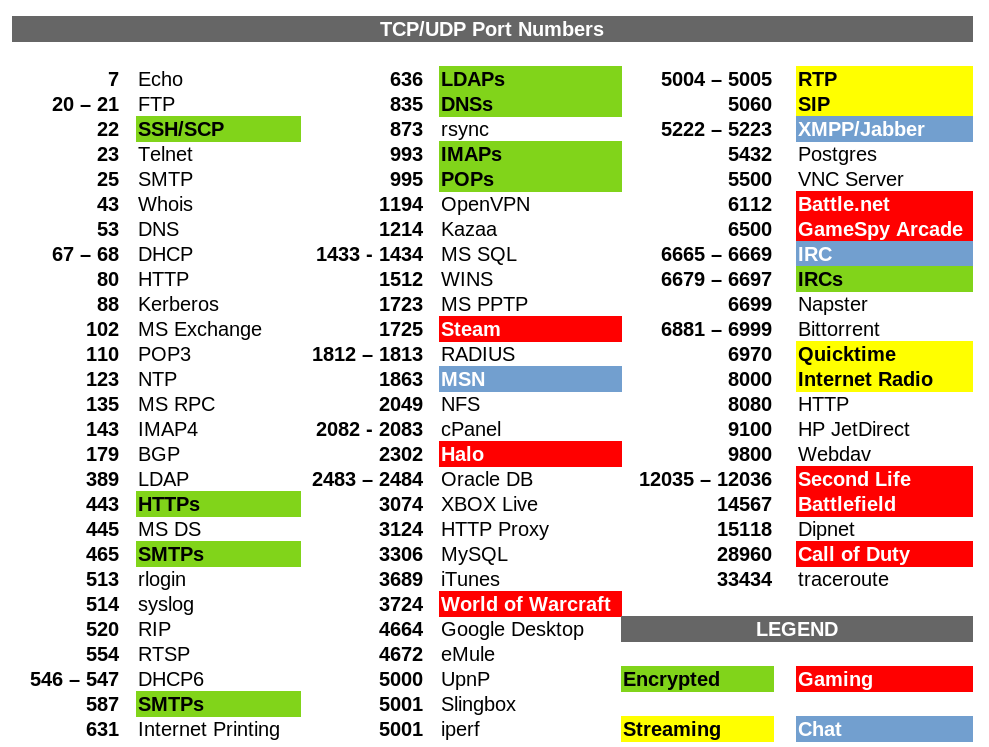 TCP/UDP Port Numbers
7 Echo
20 – 21 FTP
22 SSH/SCP
23 Telnet
25 SMTP
43 Whois
53 DNS
67 – 68 DHCP
80 HTTP
88 Kerberos
102 MS Exchange
110 POP3
123 NTP
135 MS RPC
143 IMAP4
179 BGP
389 LDAP
443 HTTPs
445 MS DS
465 SMTPs
513 rlogin
514 syslog
520 RIP
554 RTSP
546 – 547 DHCP6
587 SMTPs
631 Internet Printing
636 LDAPs
835 DNSs
873 rsync
993 IMAPs
995 POPs
1194 OpenVPN
1214 Kazaa
1433 - 1434 MS SQL
1512 WINS
1723 MS PPTP
1725 Steam
1812 – 1813 RADIUS
1863 MSN
2049 NFS
2082 - 2083 cPanel
2302 Halo
2483 – 2484 Oracle DB
3074 XBOX Live
3124 HTTP Proxy
3306 MySQL
3689 iTunes
3724 World of Warcraft
4664 Google Desktop
4672 eMule
5000 UpnP
5001 Slingbox
5001 iperf
5004 – 5005 RTP
5060 SIP
5222 – 5223 XMPP/Jabber
5432 Postgres
5500 VNC Server
6112 Battle.net
6500 GameSpy Arcade
6665 – 6669 IRC
6679 – 6697 IRCs
6699 Napster
6881 – 6999 Bittorrent
6970 Quicktime
8000 Internet Radio
8080 HTTP
9100 HP JetDirect
9800 Webdav
12035 – 12036 Second Life
14567 Battlefield
15118 Dipnet
28960 Call of Duty
33434 traceroute
LEGEND
Encrypted Gaming
Streaming Chat